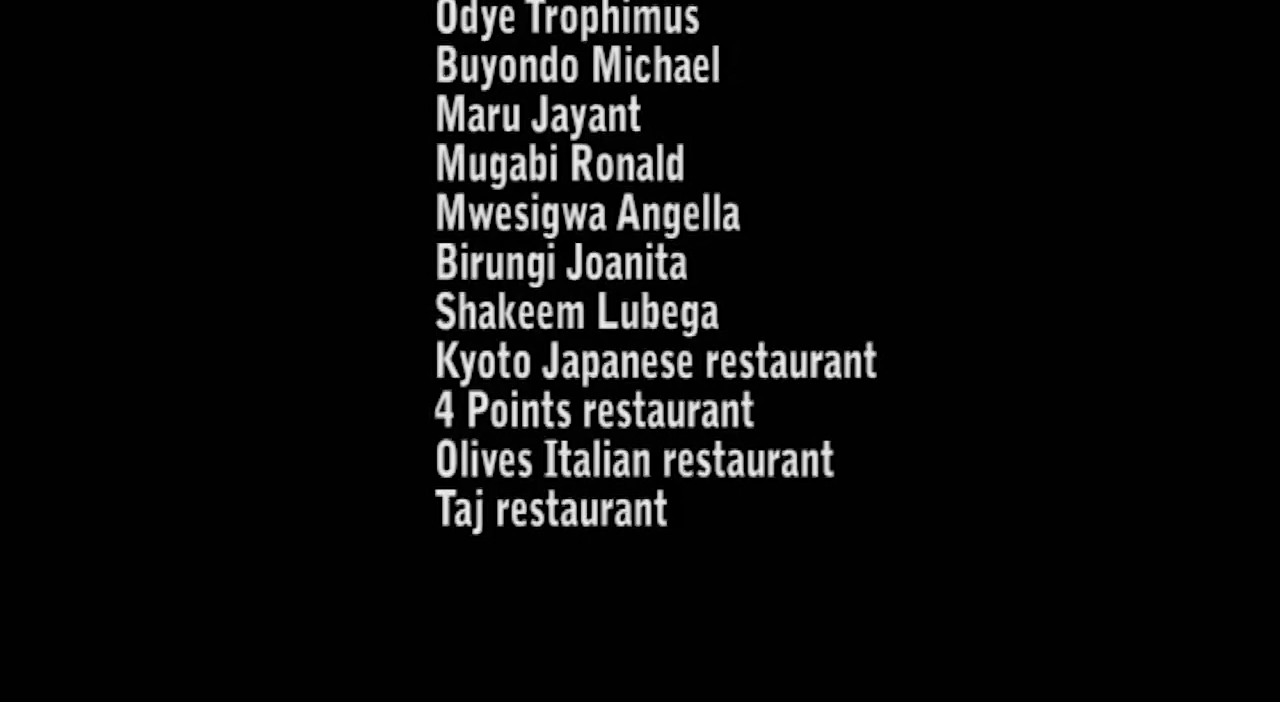 Odye Trophimus
Buyondo Michael
Maru Jayant
Mugabi Ronald
Mwesigwa Angella
Birungi Joanita
Shakeem Lubega
Kyoto Japanese restaurant
4 Points restaurant
Olives Italian restaurant
Taj restaurant